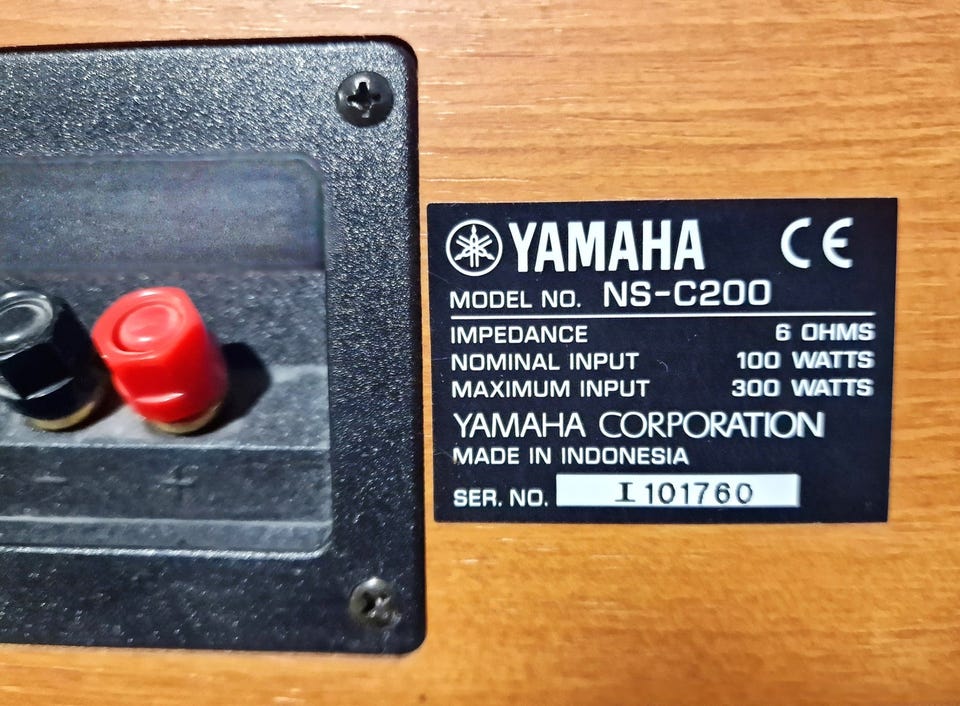 YAMAHA CE
MODEL NO. NS-C200
IMPEDANCE 6 OHMS
NOMINAL INPUT 100 WATTS
MAXIMUM INPUT 300 WATTS
YAMAHA CORPORATION
MADE IN INDONESIA
SER. NO. I 101760
- +